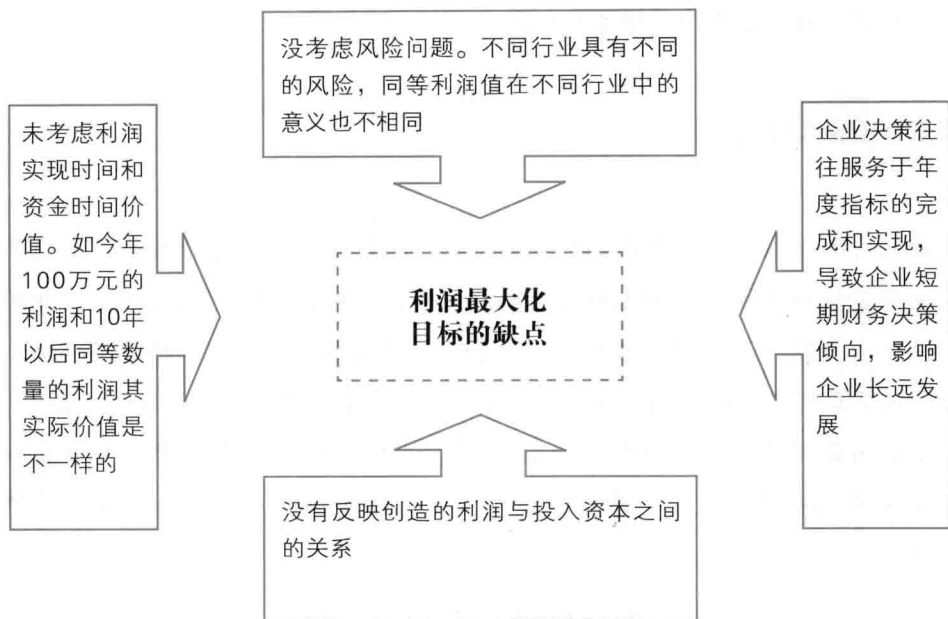 没考虑风险问题。不同行业具有不同
的风险，同等利润值在不同行业中的
意义也不相同
未考虑利润
实现时间和
资金时间价
值。如今年
100万元的
利润和10年
以后同等数
量的利润其
实际价值是
不一样的
利润最大化
目标的缺点
企业决策往
往服务于年
度指标的完
成和实现，
导致企业短
期财务决策
倾向，影响
企业长远发
展
没有反映创造的利润与投入资本之间
的关系